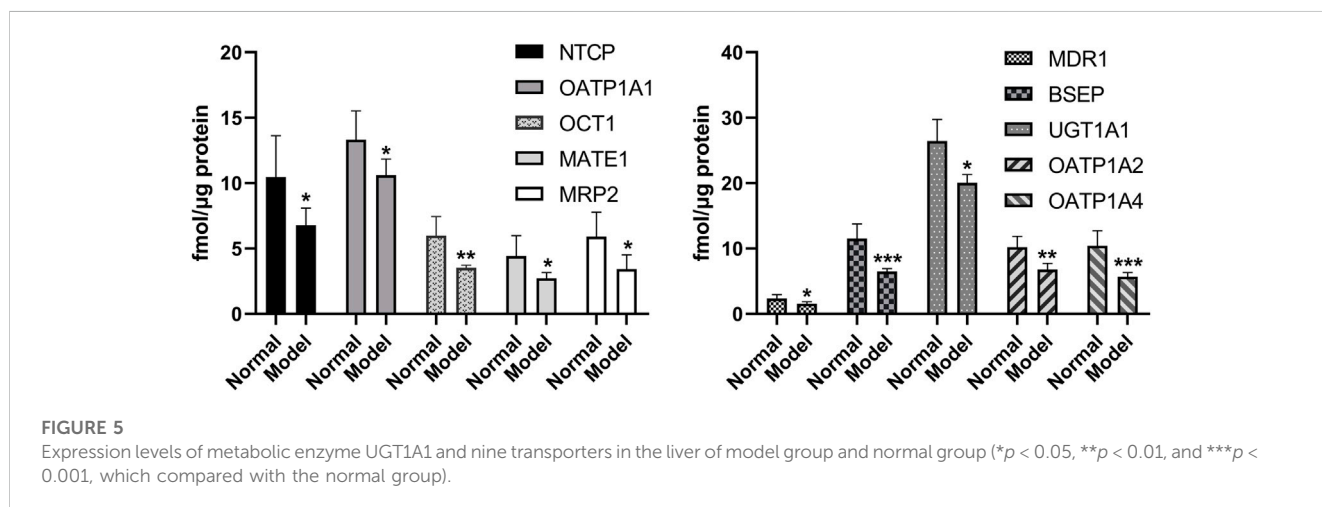 20
15
10
5
0
fmol/µg protein
NTCP
OATP1A1
OCT1
MATE1
MRP2
*
*
**
*
*
Normal
Model
Normal
Model
Normal
Model
Normal
Model
Normal
Model
40
30
20
10
0
fmol/µg protein
MDR1
BSEP
UGT1A1
OATP1A2
OATP1A4
*
***
*
**
***
Normal
Model
Normal
Model
Normal
Model
Normal
Model
Normal
Model
FIGURE 5
Expression levels of metabolic enzyme UGT1A1 and nine transporters in the liver of model group and normal group (*p < 0.05, **p < 0.01, and ***p <
0.001, which compared with the normal group).